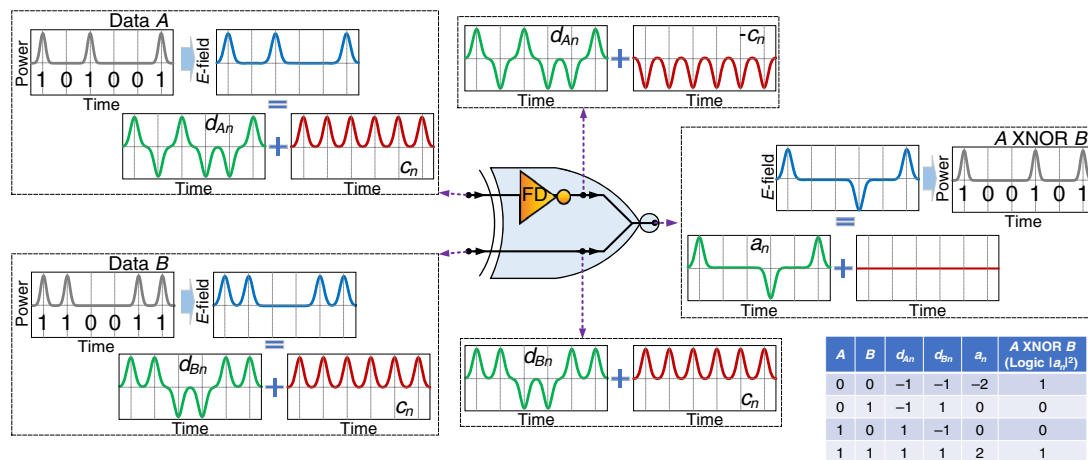 Data A
Power
1 0 1 0 0 1
Time
E-field
=
d_An
+
c_n
Time
Time
Data B
Power
1 1 0 0 1 1
Time
E-field
=
d_Bn
+
c_n
Time
Time
d_An
+
-c_n
Time
Time
FD
d_Bn
+
c_n
Time
Time
A XNOR B
E-field
1 0 0 1 0 1
Time
=
a_n
+
Time
Time
A B d_An d_Bn a_n A XNOR B
(Logic |a_n|²)
0 0 –1 –1 –2 1
0 1 –1 1 0 0
1 0 1 –1 0 0
1 1 1 1 2 1